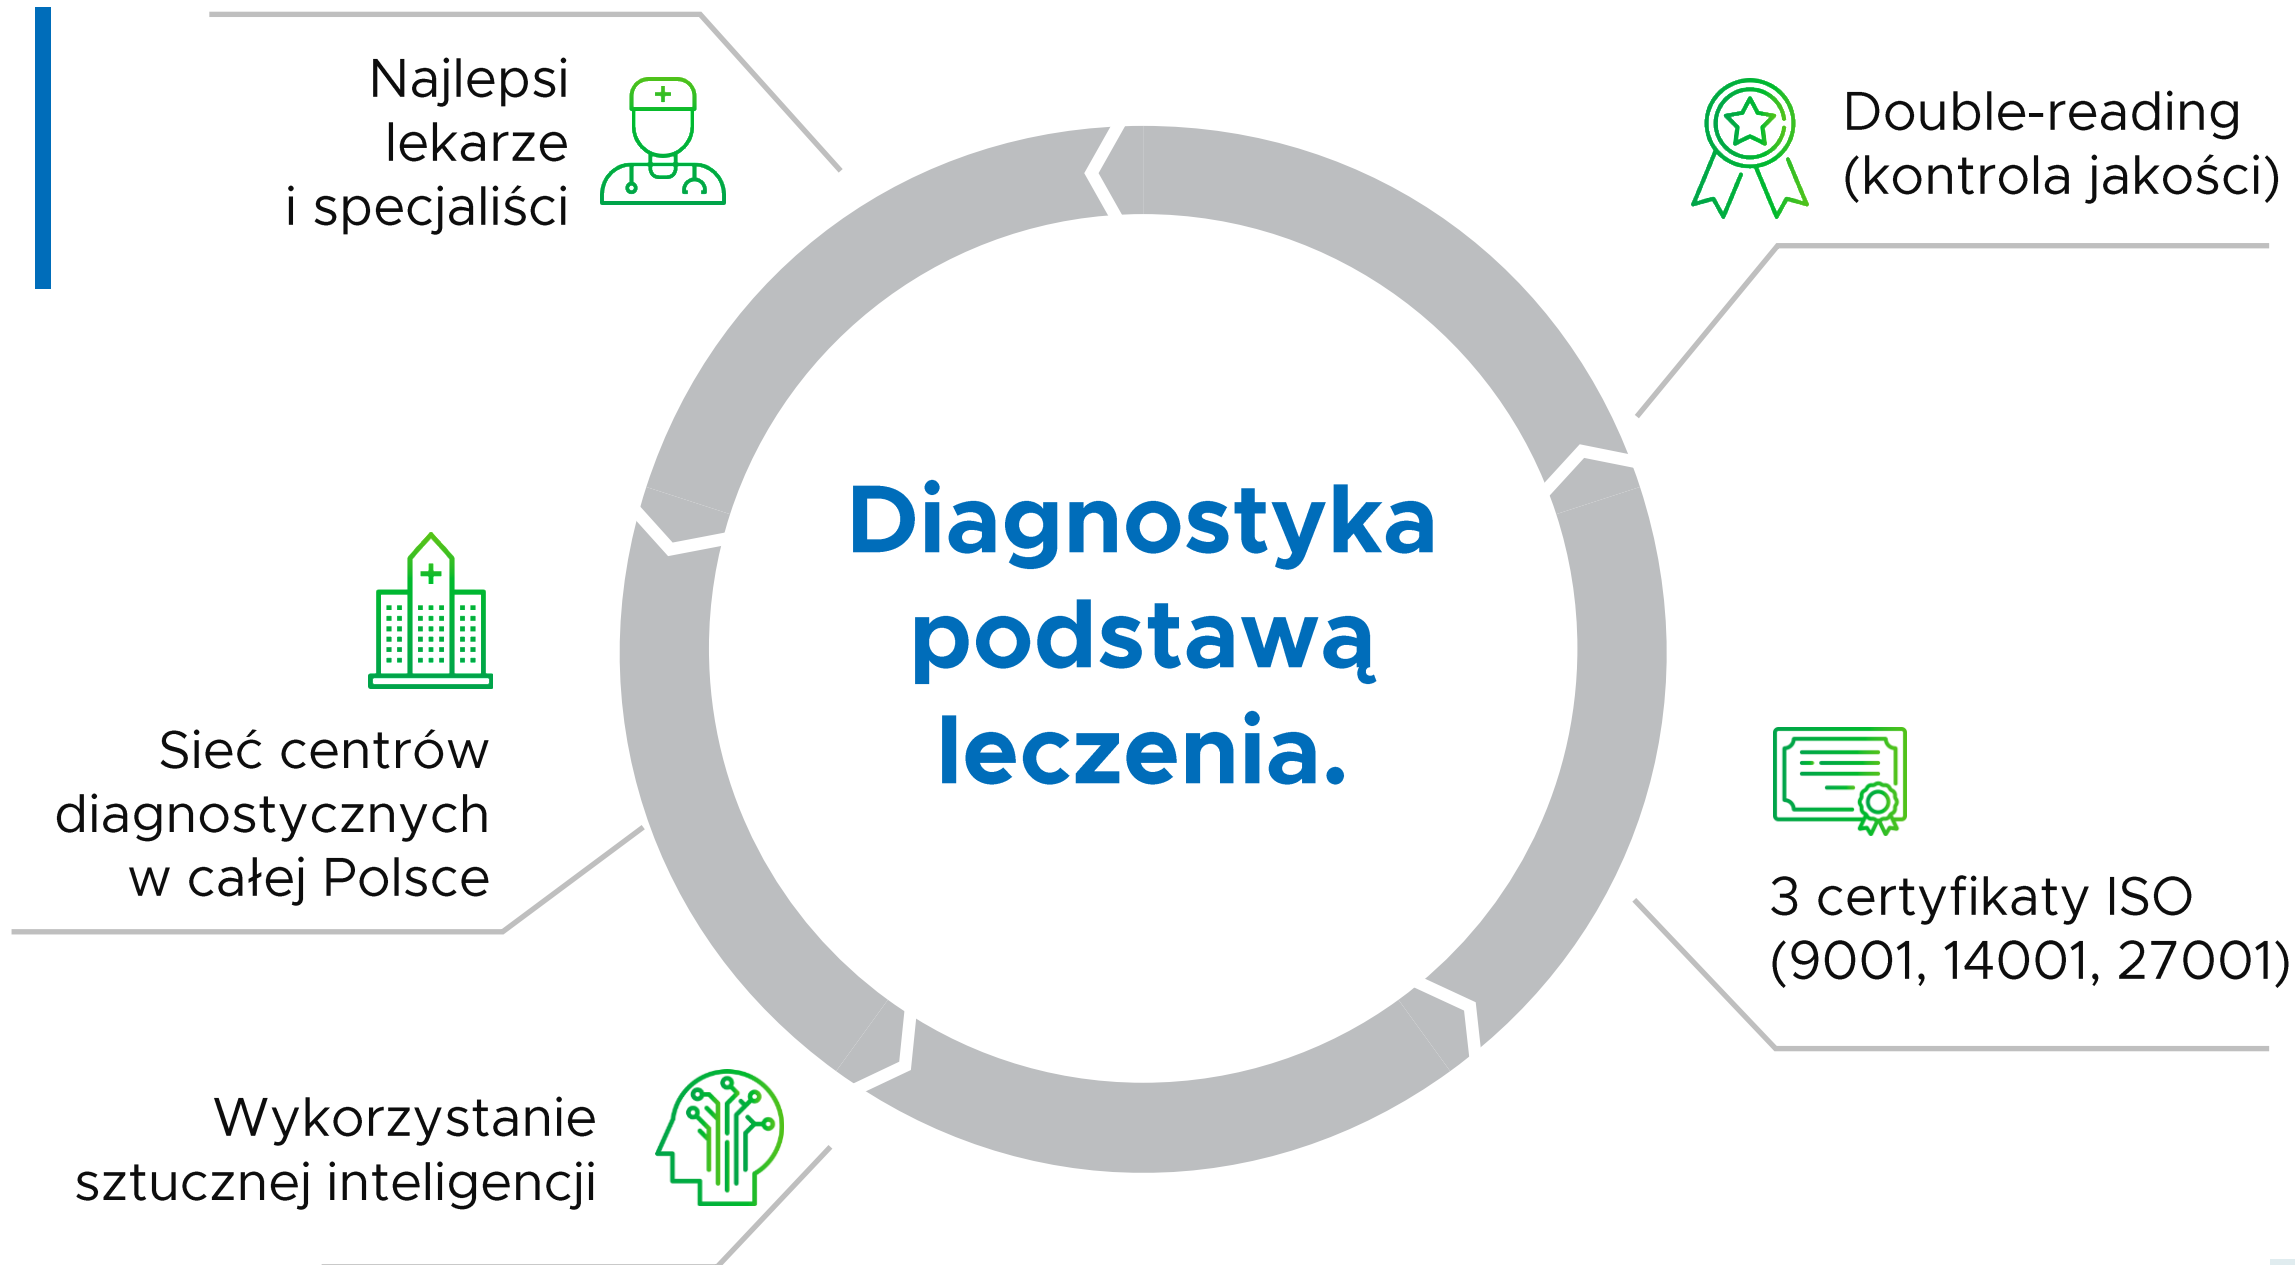 Najlepsi
lekarze
i specjaliści
Double-reading
(kontrola jakości)
Diagnostyka
podstawą
leczenia.
Sieć centrów
diagnostycznych
w całej Polsce
3 certyfikaty ISO
(9001, 14001, 27001)
Wykorzystanie
sztucznej inteligencji